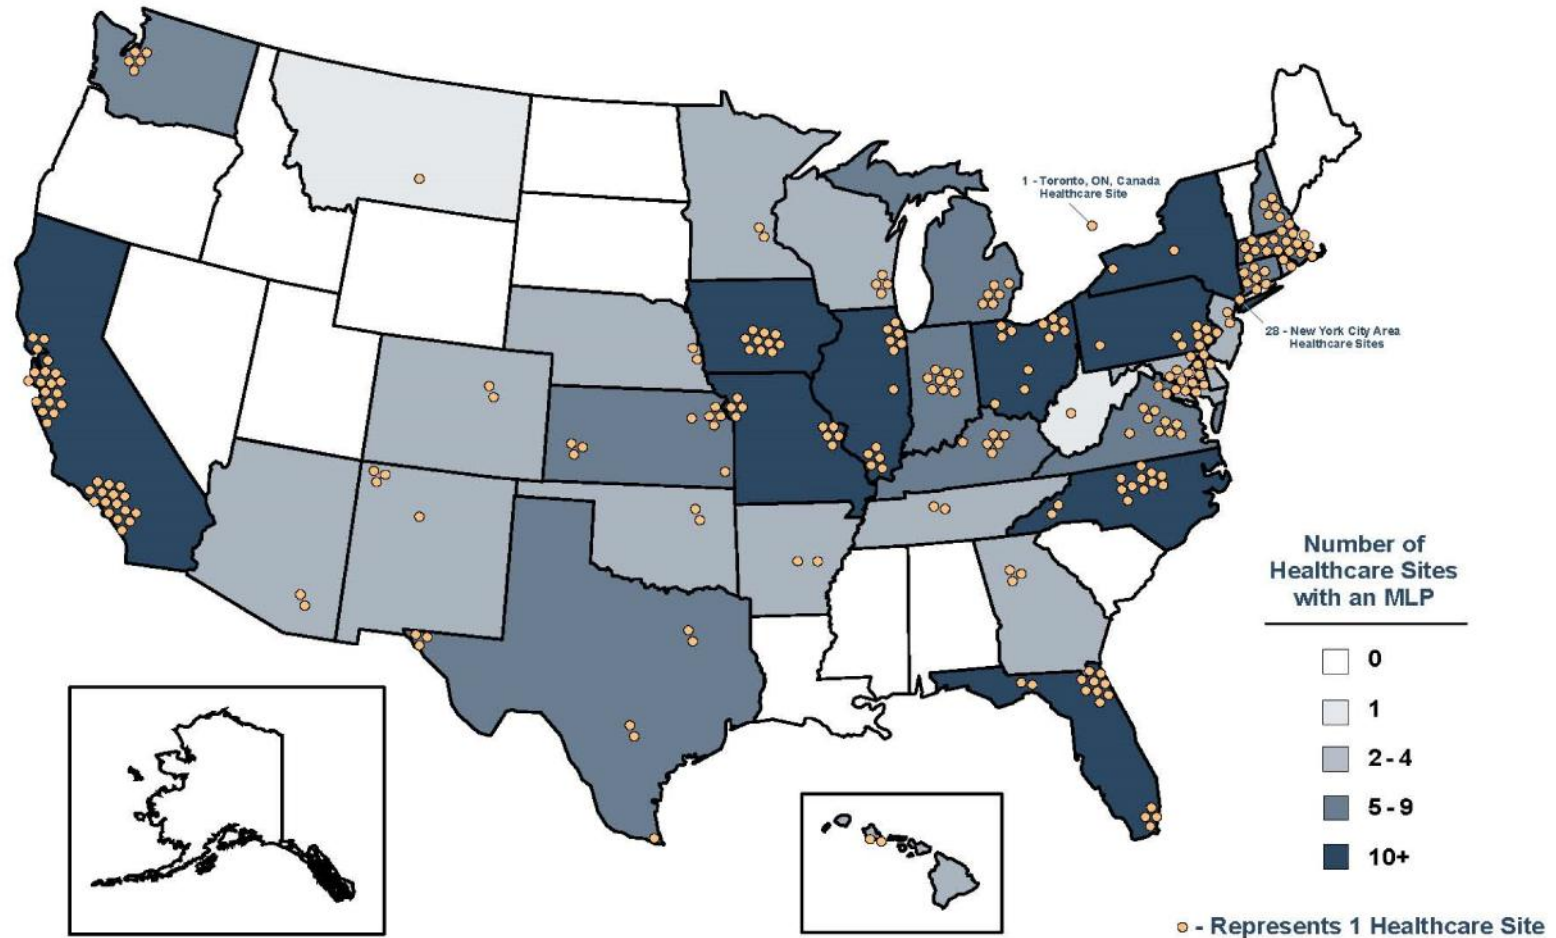 1 - Toronto, ON, Canada
Healthcare Site
28 - New York City Area
Healthcare Sites
Number of
Healthcare Sites
with an MLP
0
1
2 - 4
5 - 9
10+
- Represents 1 Healthcare Site